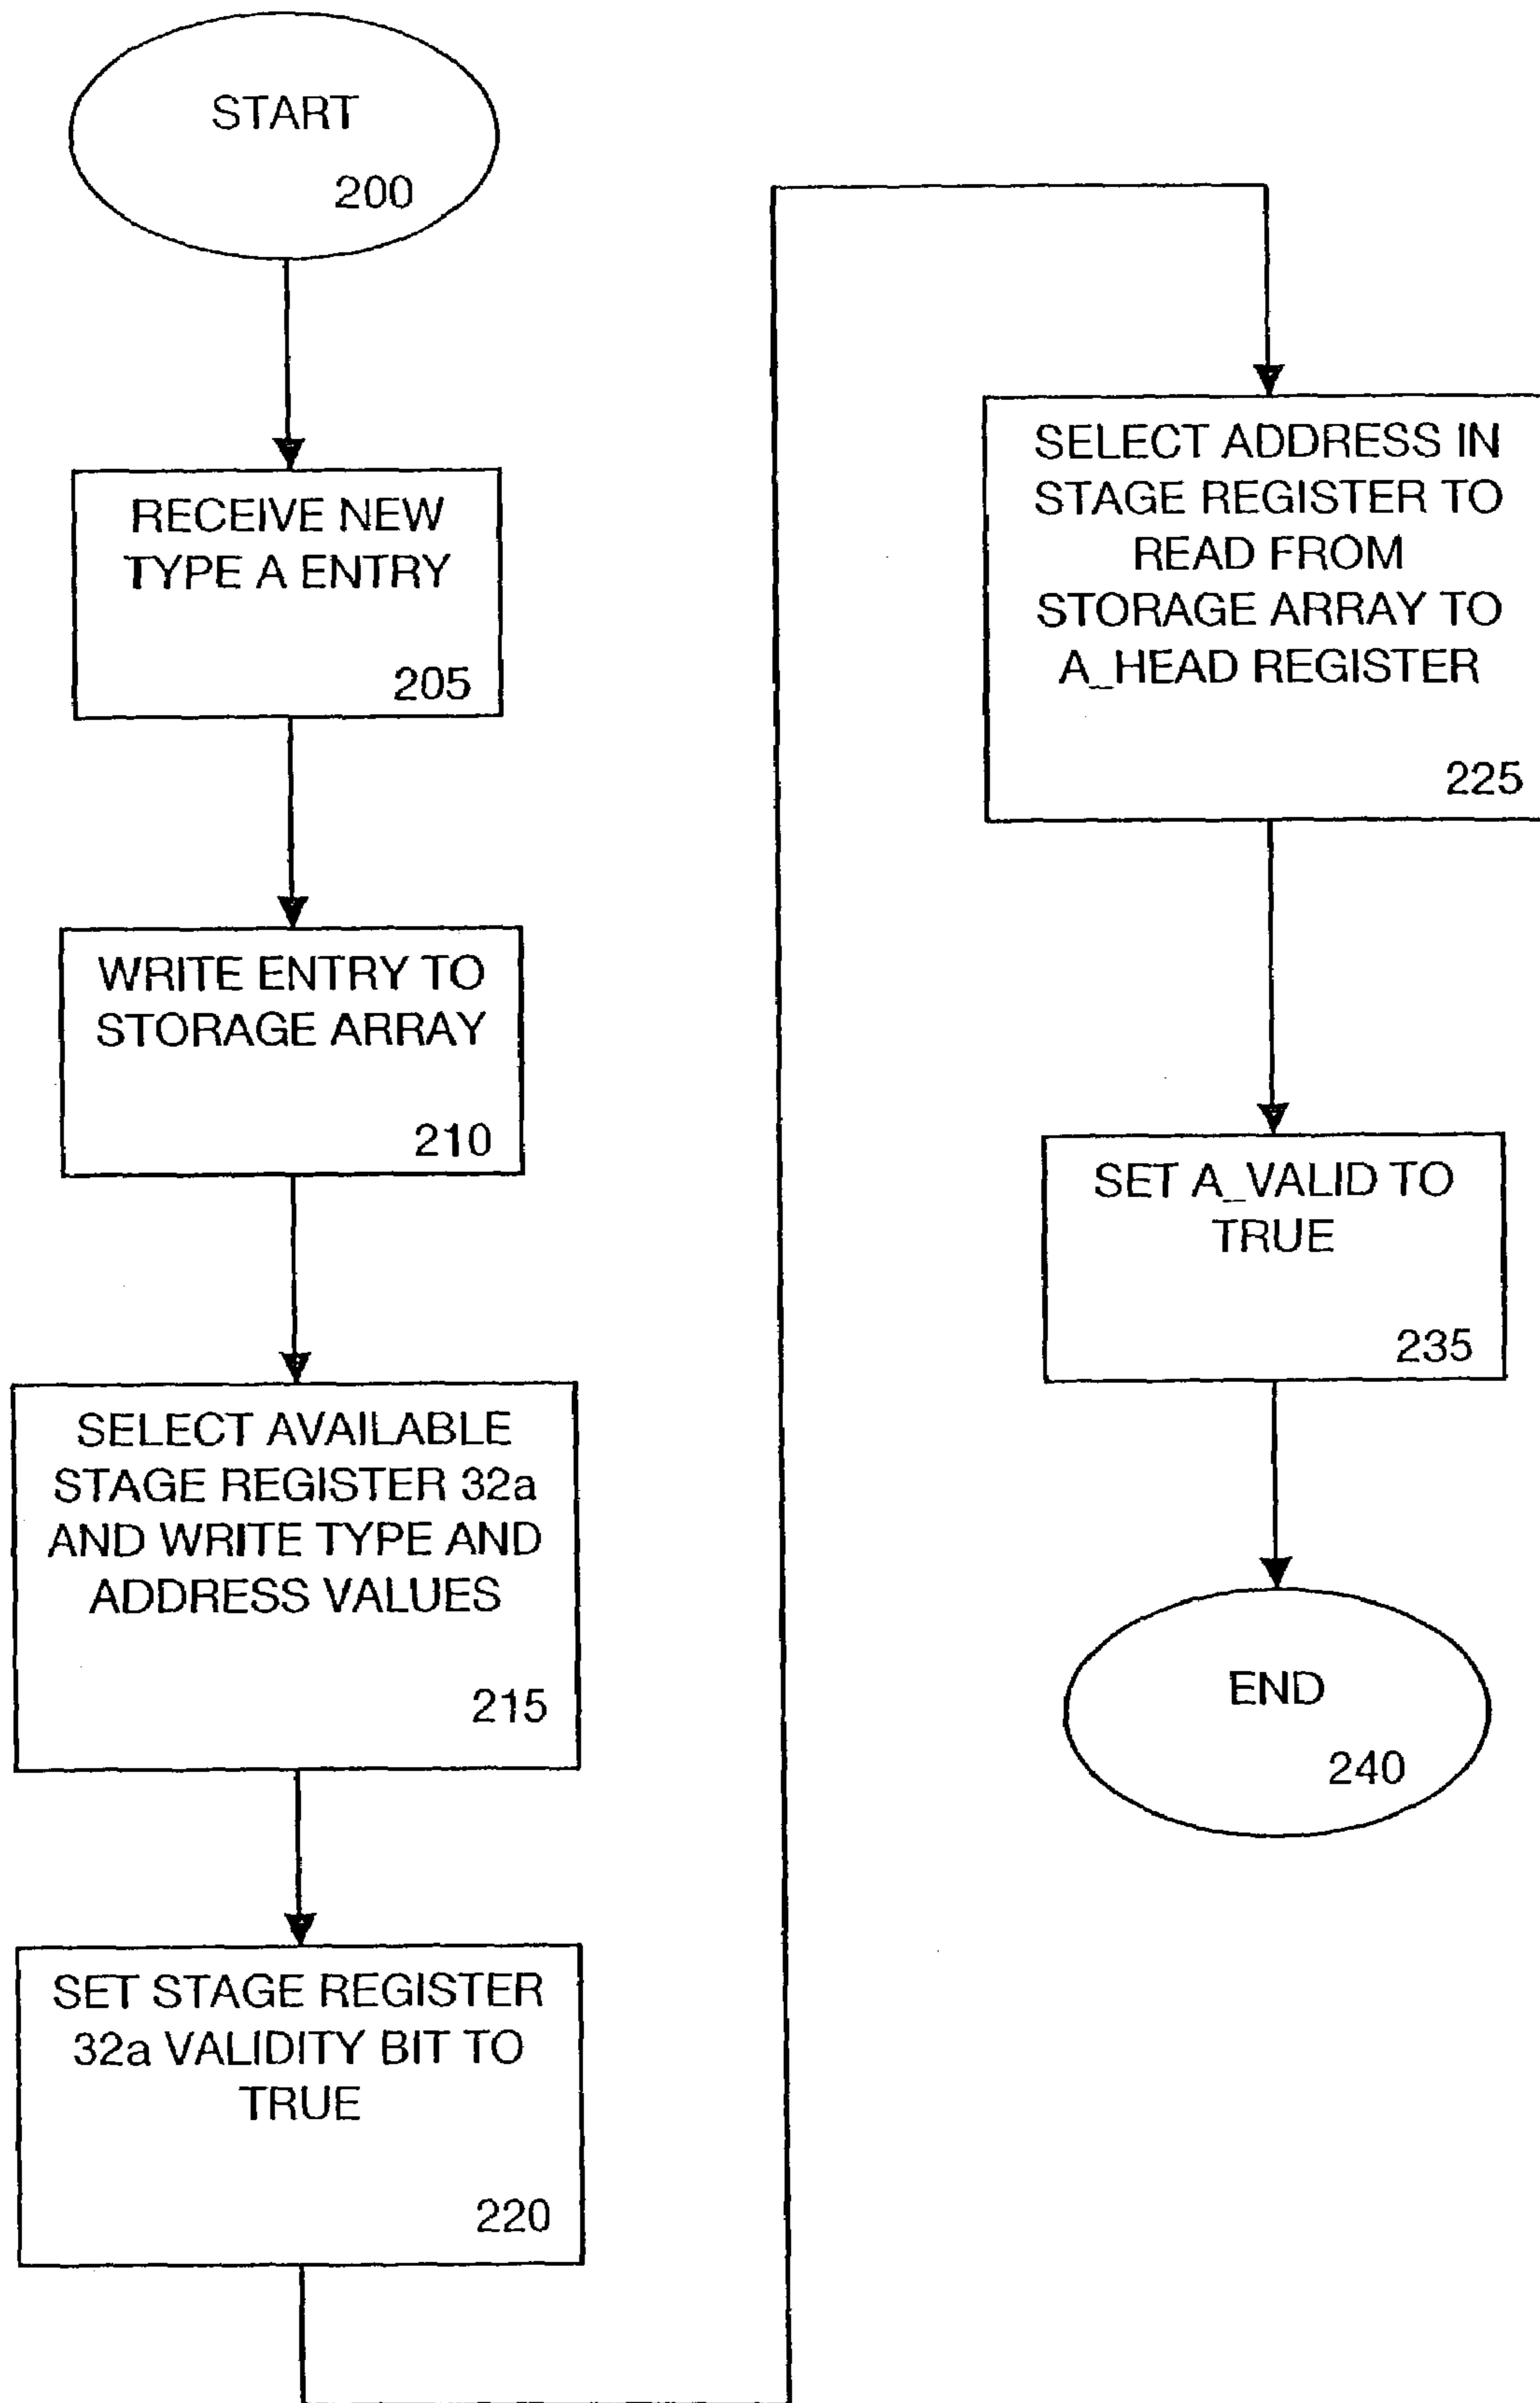 START
200
RECEIVE NEW
TYPE A ENTRY
205
WRITE ENTRY TO
STORAGE ARRAY
210
SELECT AVAILABLE
STAGE REGISTER 32a
AND WRITE TYPE AND
ADDRESS VALUES
215
SET STAGE REGISTER
32a VALIDITY BIT TO
TRUE
220
SELECT ADDRESS IN
STAGE REGISTER TO
READ FROM
STORAGE ARRAY TO
A_HEAD REGISTER
225
SET A_VALID TO
TRUE
235
END
240